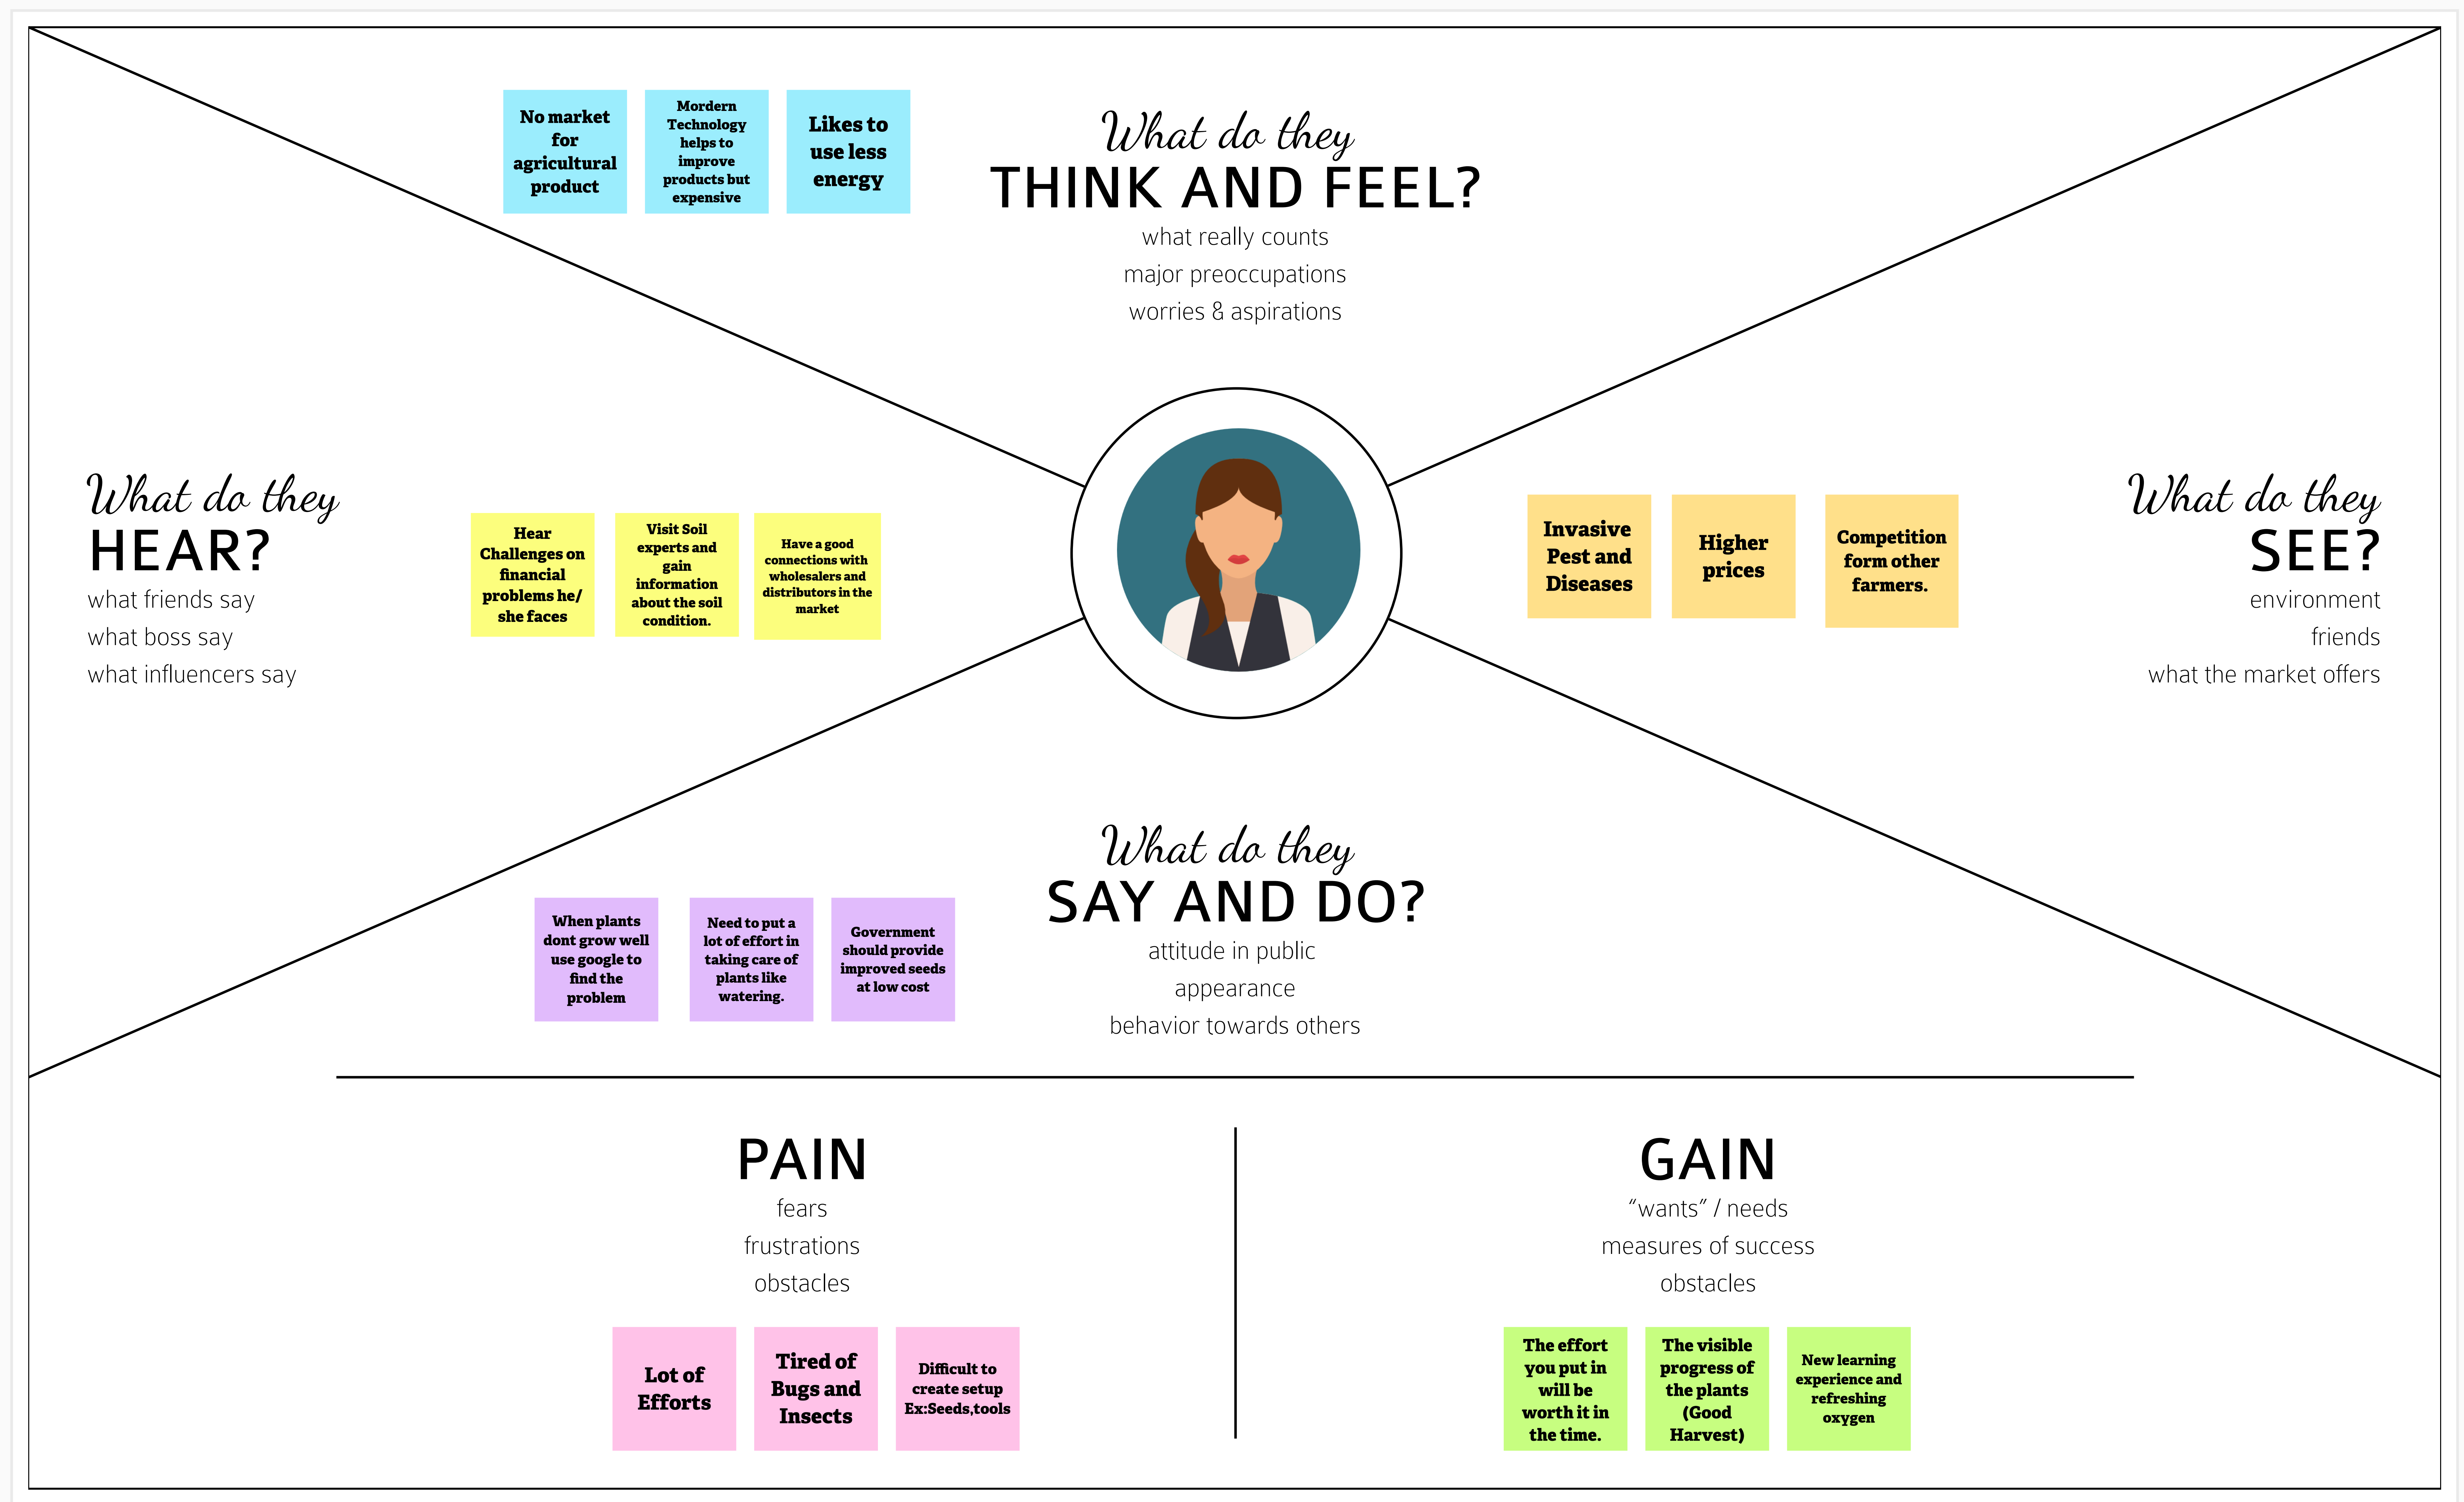 No market
for
agricultural
product
Mordern
Technology
helps to
improve
products but
expensive
Likes to
use less
energy
What do they
THINK AND FEEL?
what really counts
major preoccupations
worries & aspirations
What do they
HEAR?
what friends say
what boss say
what influencers say
Hear
Challenges on
financial
problems he/
she faces
Visit Soil
experts and
gain
information
about the soil
condition.
Have a good
connections with
wholesalers and
distributors in the
market
Invasive
Pest and
Diseases
Higher
prices
Competition
form other
farmers.
What do they
SEE?
environment
friends
what the market offers
What do they
SAY AND DO?
attitude in public
appearance
behavior towards others
When plants
dont grow well
use google to
find the
problem
Need to put a
lot of effort in
taking care of
plants like
watering.
Government
should provide
improved seeds
at low cost
PAIN
fears
frustrations
obstacles
Lot of
Efforts
Tired of
Bugs and
Insects
Difficult to
create setup
Ex:Seeds,tools
GAIN
“wants” / needs
measures of success
obstacles
The effort
you put in
will be
worth it in
the time.
The visible
progress of
the plants
(Good
Harvest)
New learning
experience and
refreshing
oxygen